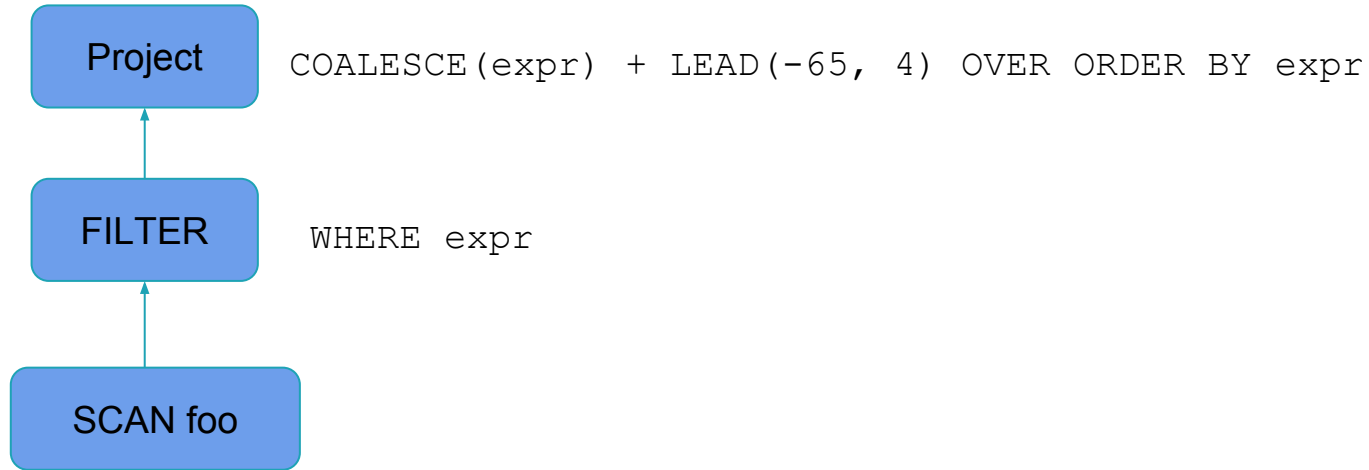 Project
COALESCE(expr) + LEAD(-65, 4) OVER ORDER BY expr
FILTER
WHERE expr
SCAN foo